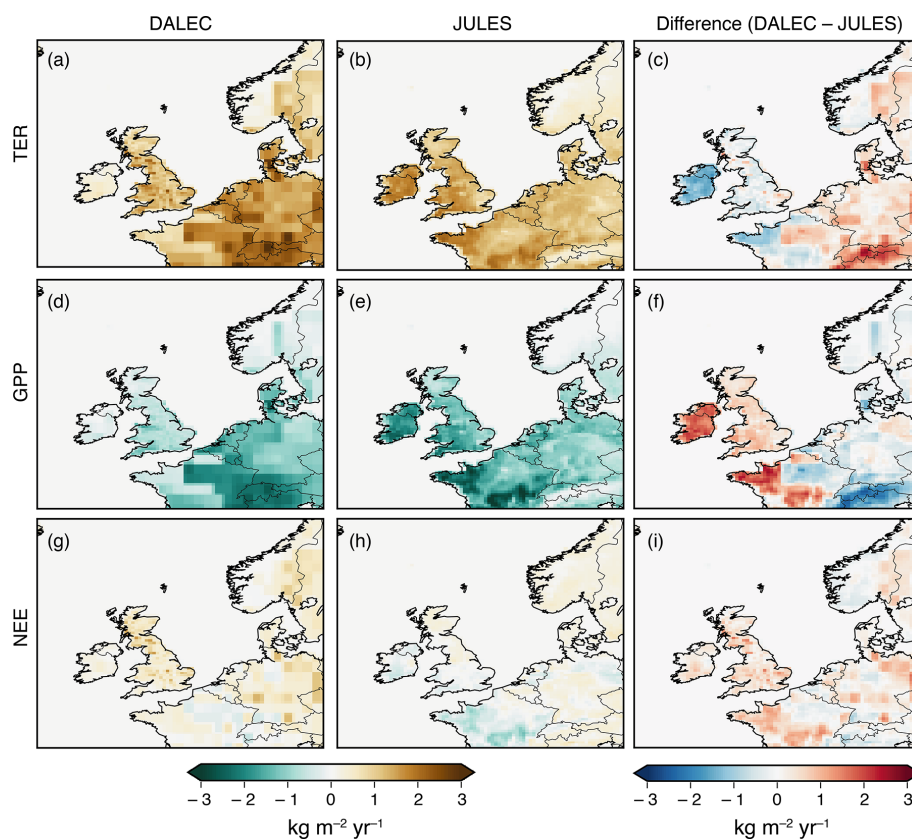 DALEC
JULES
Difference (DALEC – JULES)
TER
(a)
(b)
(c)
GPP
(d)
(e)
(f)
NEE
(g)
(h)
(i)
– 3 – 2 – 1 0 1 2 3
– 3 – 2 – 1 0 1 2 3
kg m⁻² yr⁻¹
kg m⁻² yr⁻¹